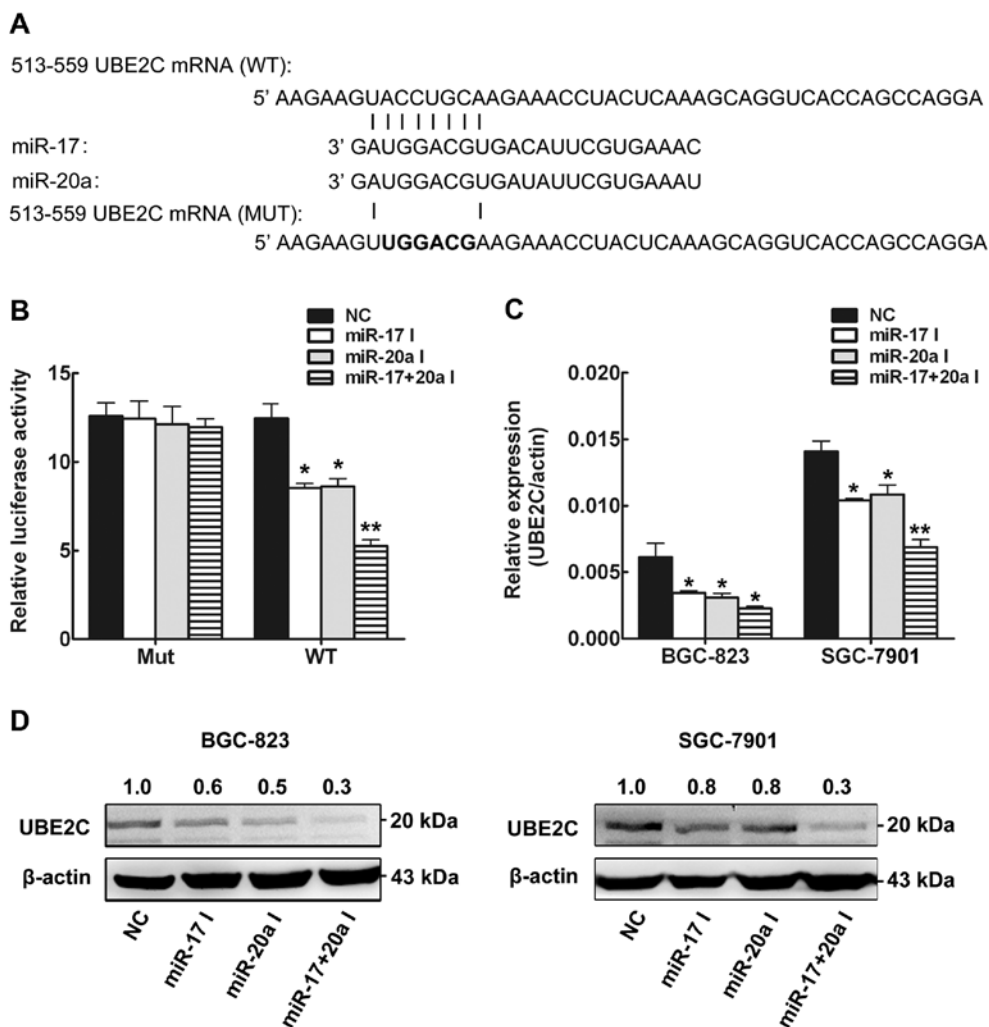 A
513-559 UBE2C mRNA (WT):
5’ AAGAAGUACCUGCAAGAAACCUACUCAAAGCAGGUCACCAGCCAGGA
miR-17: 3’ GAUGGACGUGACAUUCGUGAAAC
miR-20a: 3’ GAUGGACGUGAUAUUCGUGAAAU
513-559 UBE2C mRNA (MUT):
5’ AAGAAGUUGGACGAAGAAACCUACUCAAAGCAGGUCACCAGCCAGGA
B
NC
miR-17 I
miR-20a I
miR-17+20a I
Relative luciferase activity
15
10
5
0
* * **
Mut WT
C
NC
miR-17 I
miR-20a I
miR-17+20a I
Relative expression
(UBE2C/actin)
0.020
0.015
0.010
0.005
0.000
* * * * * **
BGC-823 SGC-7901
D
BGC-823
1.0 0.6 0.5 0.3
UBE2C 20 kDa
β-actin 43 kDa
NC
miR-17 I
miR-20a I
miR-17+20a I
SGC-7901
1.0 0.8 0.8 0.3
UBE2C 20 kDa
β-actin 43 kDa
NC
miR-17 I
miR-20a I
miR-17+20a I